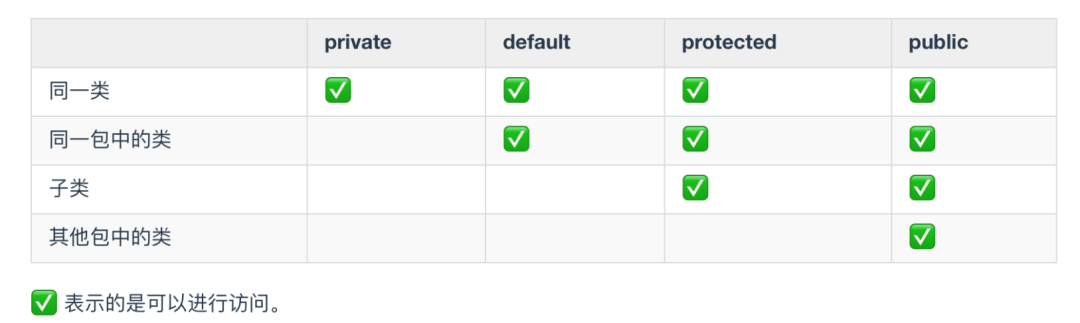 private default protected public
同一类 ✅ ✅ ✅ ✅
同一包中的类 ✅ ✅ ✅
子类 ✅ ✅
其他包中的类 ✅
✅ 表示的是可以进行访问。